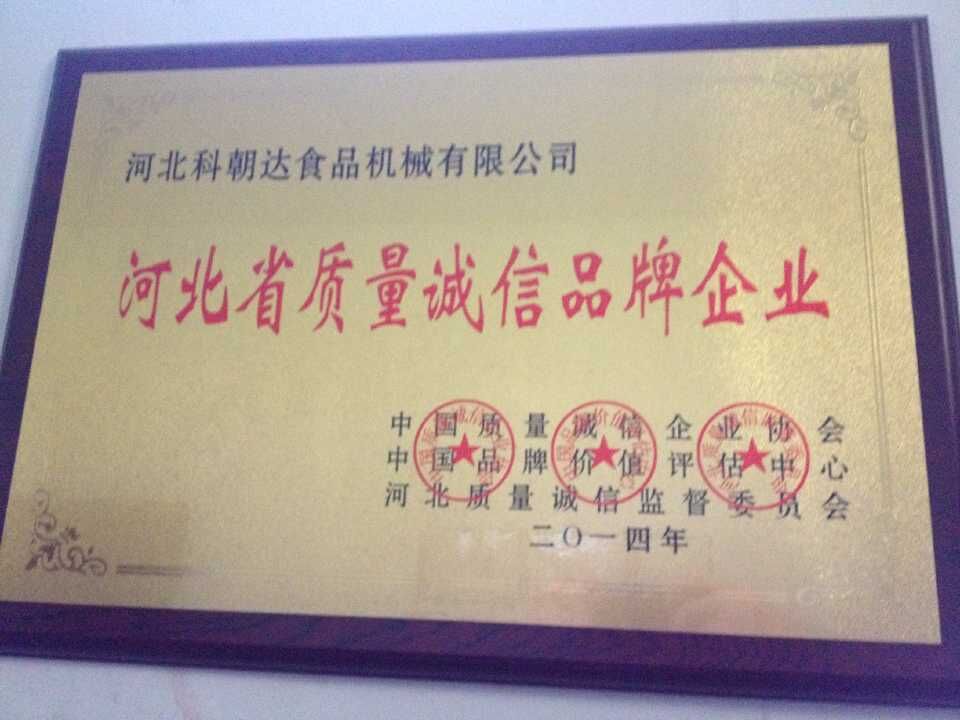 河北科朝达食品机械有限公司
河北省质量诚信品牌企业
中国质量诚信企业协会
中国品牌价值评估中心
河北质量诚信监督委员会
二〇一四年